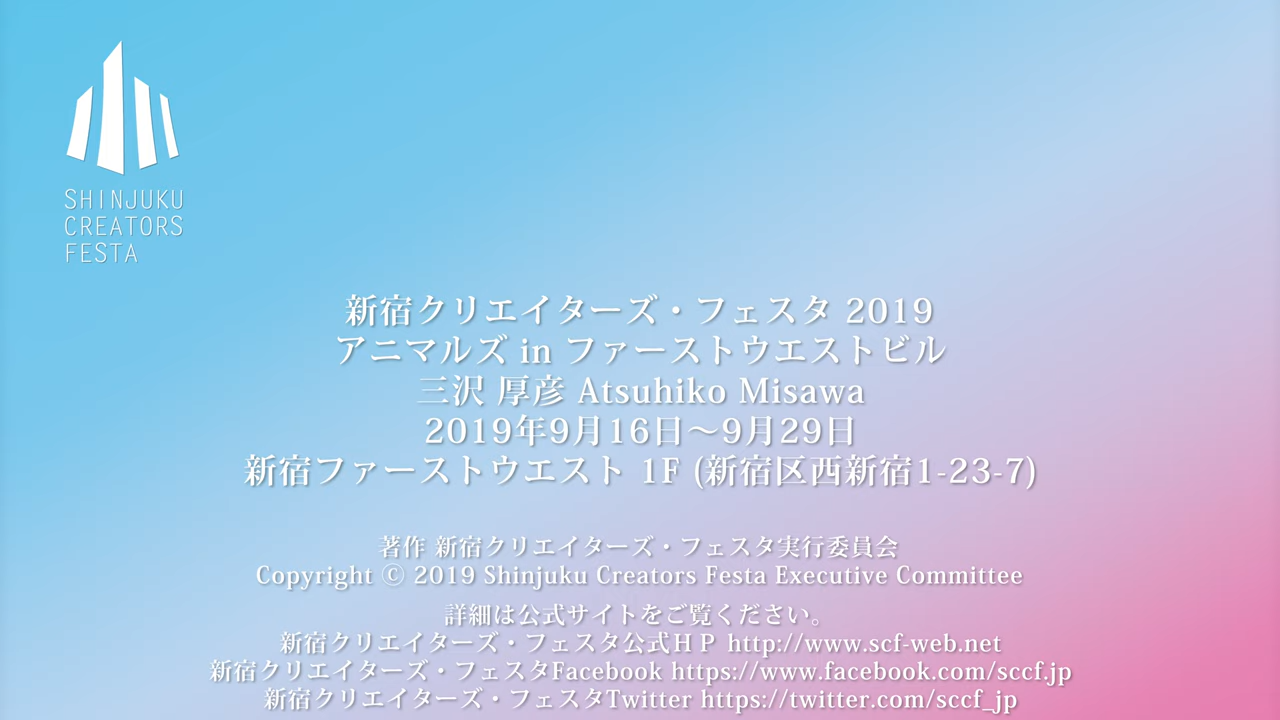 SHINJUKU
CREATORS
FESTA
新宿クリエイターズ・フェスタ 2019
アニマルズ in ファーストウエストビル
三沢 厚彦 Atsuhiko Misawa
2019年9月16日～9月29日
新宿ファーストウエスト 1F (新宿区西新宿1-23-7)
著作 新宿クリエイターズ・フェスタ実行委員会
Copyright © 2019 Shinjuku Creators Festa Executive Committee
詳細は公式サイトをご覧ください。
新宿クリエイターズ・フェスタ公式ＨＰ http://www.scf-web.net
新宿クリエイターズ・フェスタFacebook https://www.facebook.com/sccf.jp
新宿クリエイターズ・フェスタTwitter https://twitter.com/sccf_jp